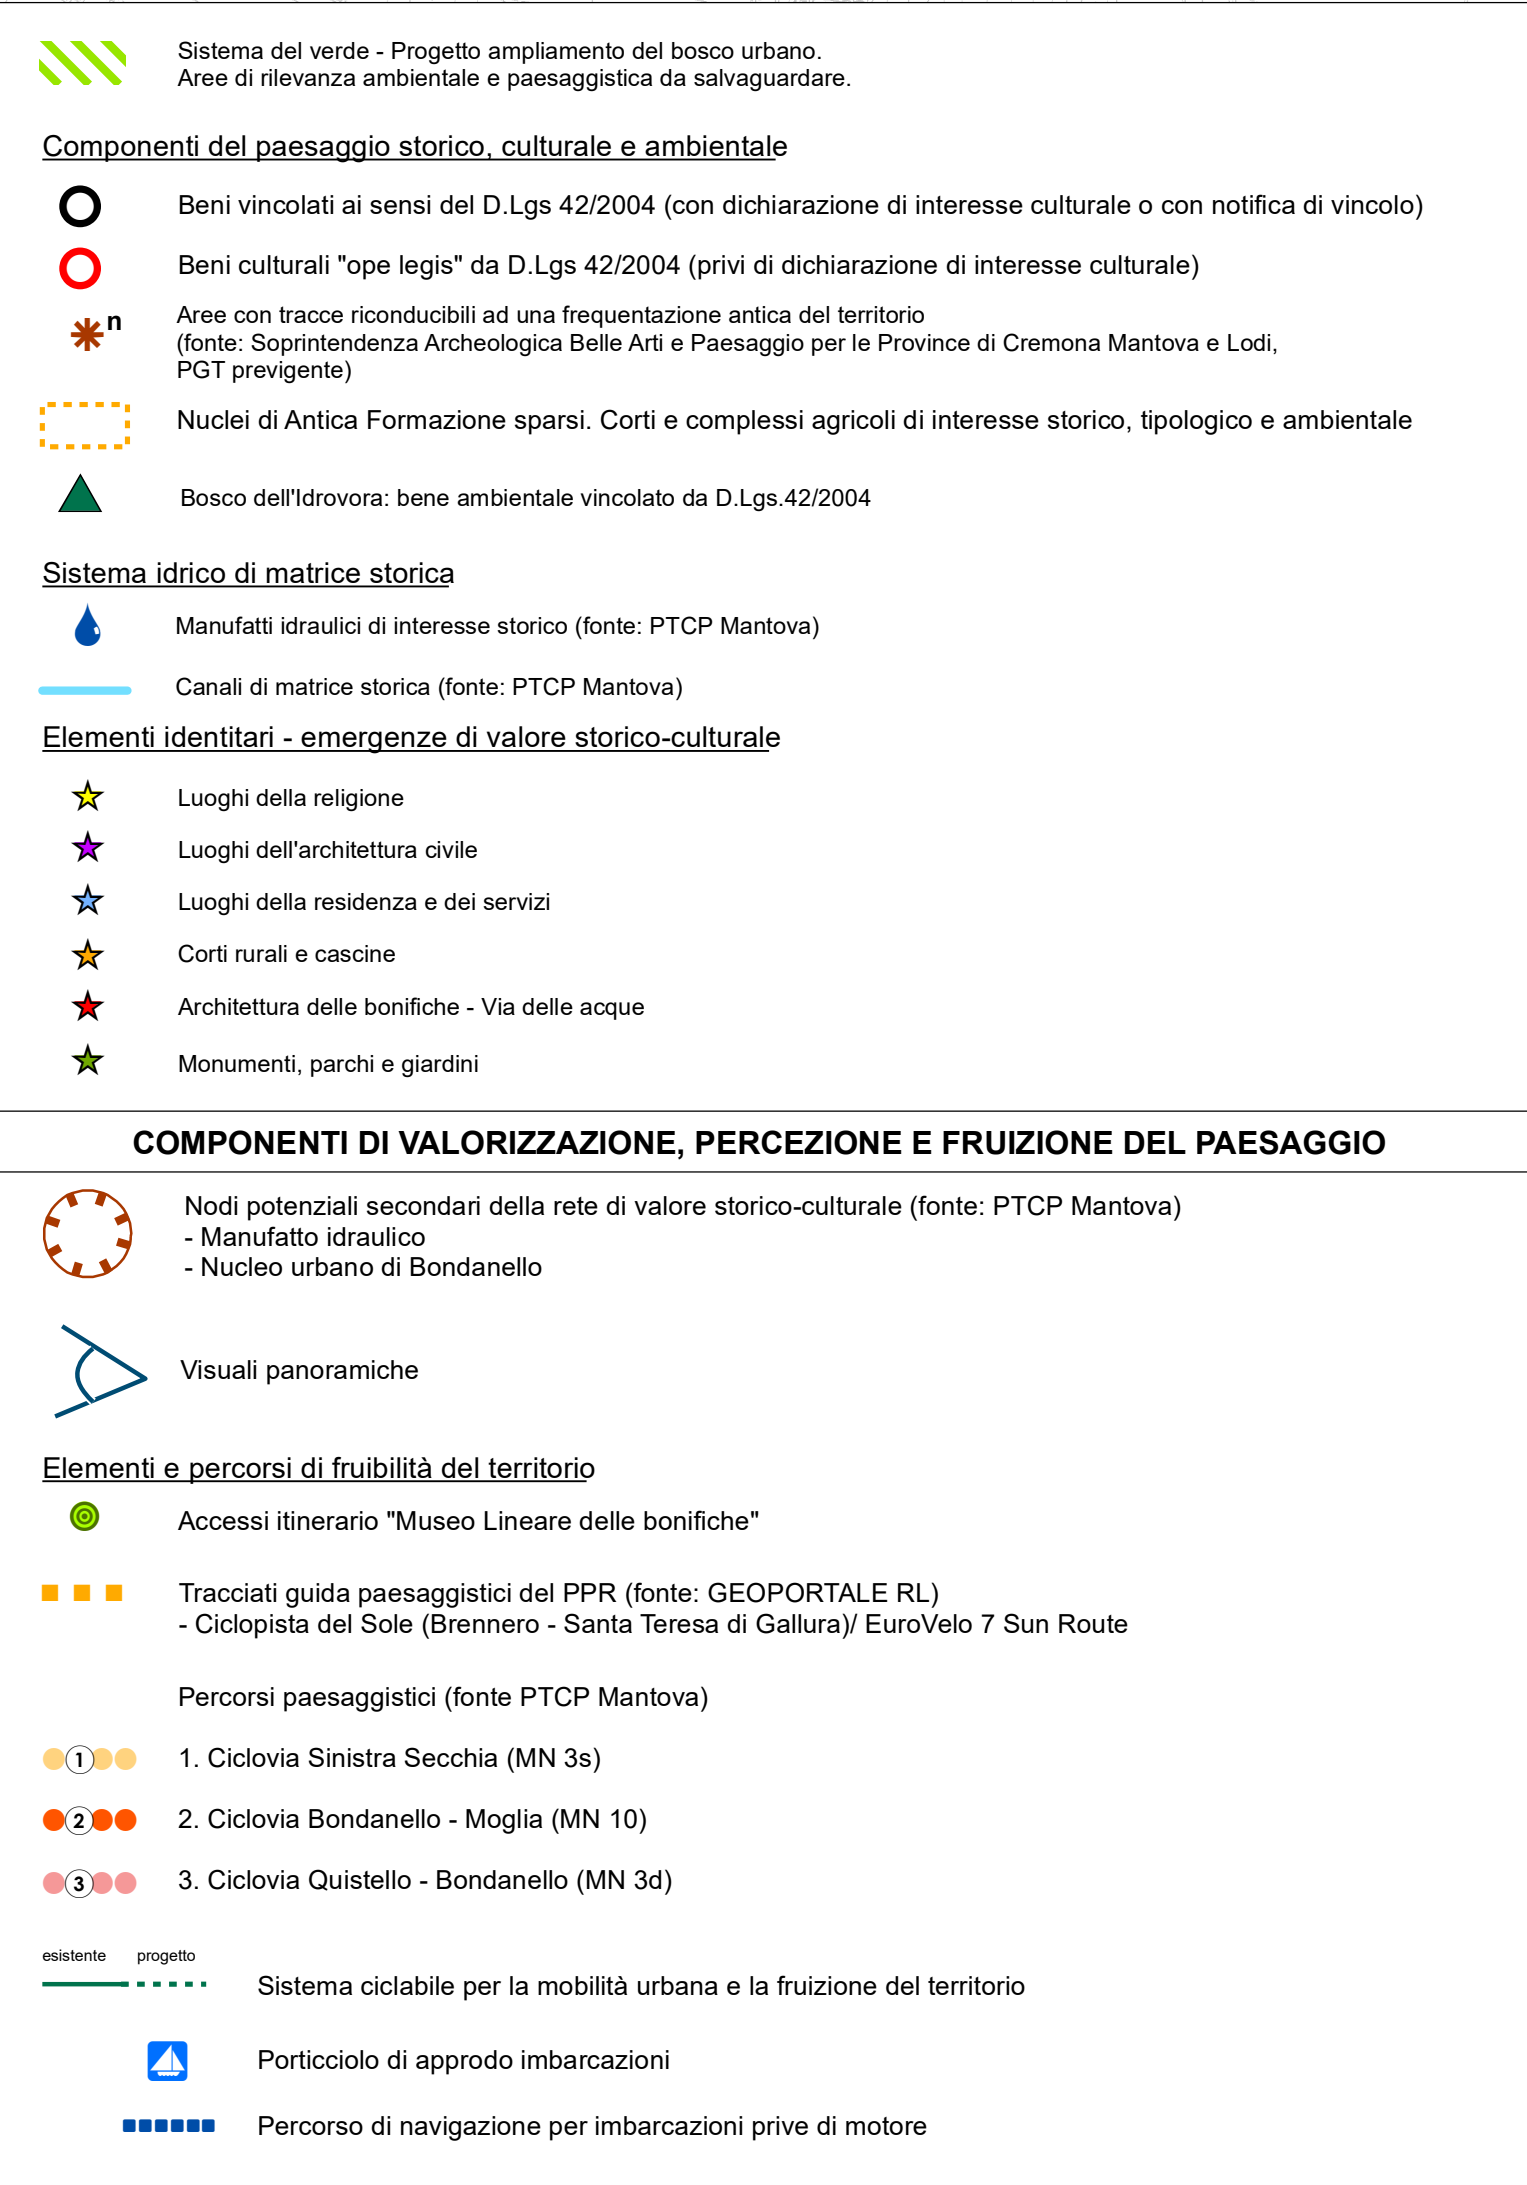 Sistema del verde - Progetto ampliamento del bosco urbano.
Aree di rilevanza ambientale e paesaggistica da salvaguardare.
Componenti del paesaggio storico, culturale e ambientale
Beni vincolati ai sensi del D.Lgs 42/2004 (con dichiarazione di interesse culturale o con notifica di vincolo)
Beni culturali "ope legis" da D.Lgs 42/2004 (privi di dichiarazione di interesse culturale)
n
Aree con tracce riconducibili ad una frequentazione antica del territorio
(fonte: Soprintendenza Archeologica Belle Arti e Paesaggio per le Province di Cremona Mantova e Lodi,
PGT previgente)
Nuclei di Antica Formazione sparsi. Corti e complessi agricoli di interesse storico, tipologico e ambientale
Bosco dell'Idrovora: bene ambientale vincolato da D.Lgs.42/2004
Sistema idrico di matrice storica
Manufatti idraulici di interesse storico (fonte: PTCP Mantova)
Canali di matrice storica (fonte: PTCP Mantova)
Elementi identitari - emergenze di valore storico-culturale
Luoghi della religione
Luoghi dell'architettura civile
Luoghi della residenza e dei servizi
Corti rurali e cascine
Architettura delle bonifiche - Via delle acque
Monumenti, parchi e giardini
COMPONENTI DI VALORIZZAZIONE, PERCEZIONE E FRUIZIONE DEL PAESAGGIO
Nodi potenziali secondari della rete di valore storico-culturale (fonte: PTCP Mantova)
- Manufatto idraulico
- Nucleo urbano di Bondanello
Visuali panoramiche
Elementi e percorsi di fruibilità del territorio
Accessi itinerario "Museo Lineare delle bonifiche"
Tracciati guida paesaggistici del PPR (fonte: GEOPORTALE RL)
- Ciclopista del Sole (Brennero - Santa Teresa di Gallura)/ EuroVelo 7 Sun Route
Percorsi paesaggistici (fonte PTCP Mantova)
1 1. Ciclovia Sinistra Secchia (MN 3s)
2 2. Ciclovia Bondanello - Moglia (MN 10)
3 3. Ciclovia Quistello - Bondanello (MN 3d)
esistente progetto
Sistema ciclabile per la mobilità urbana e la fruizione del territorio
Porticciolo di approdo imbarcazioni
Percorso di navigazione per imbarcazioni prive di motore